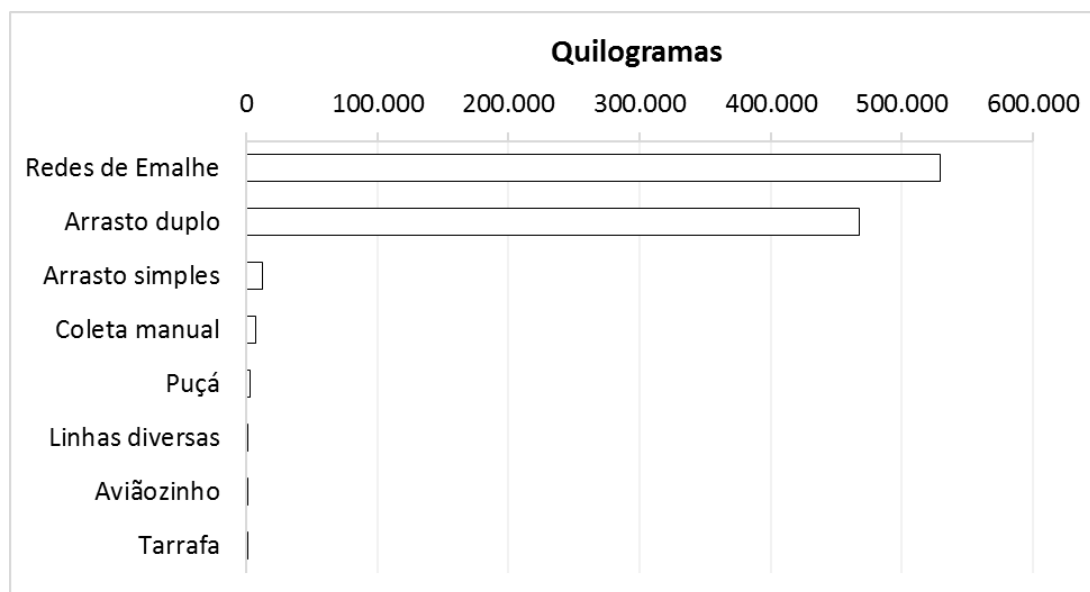 Quilogramas
0 100.000 200.000 300.000 400.000 500.000 600.000
Redes de Emalhe
Arrasto duplo
Arrasto simples
Coleta manual
Puçá
Linhas diversas
Aviãozinho
Tarrafa